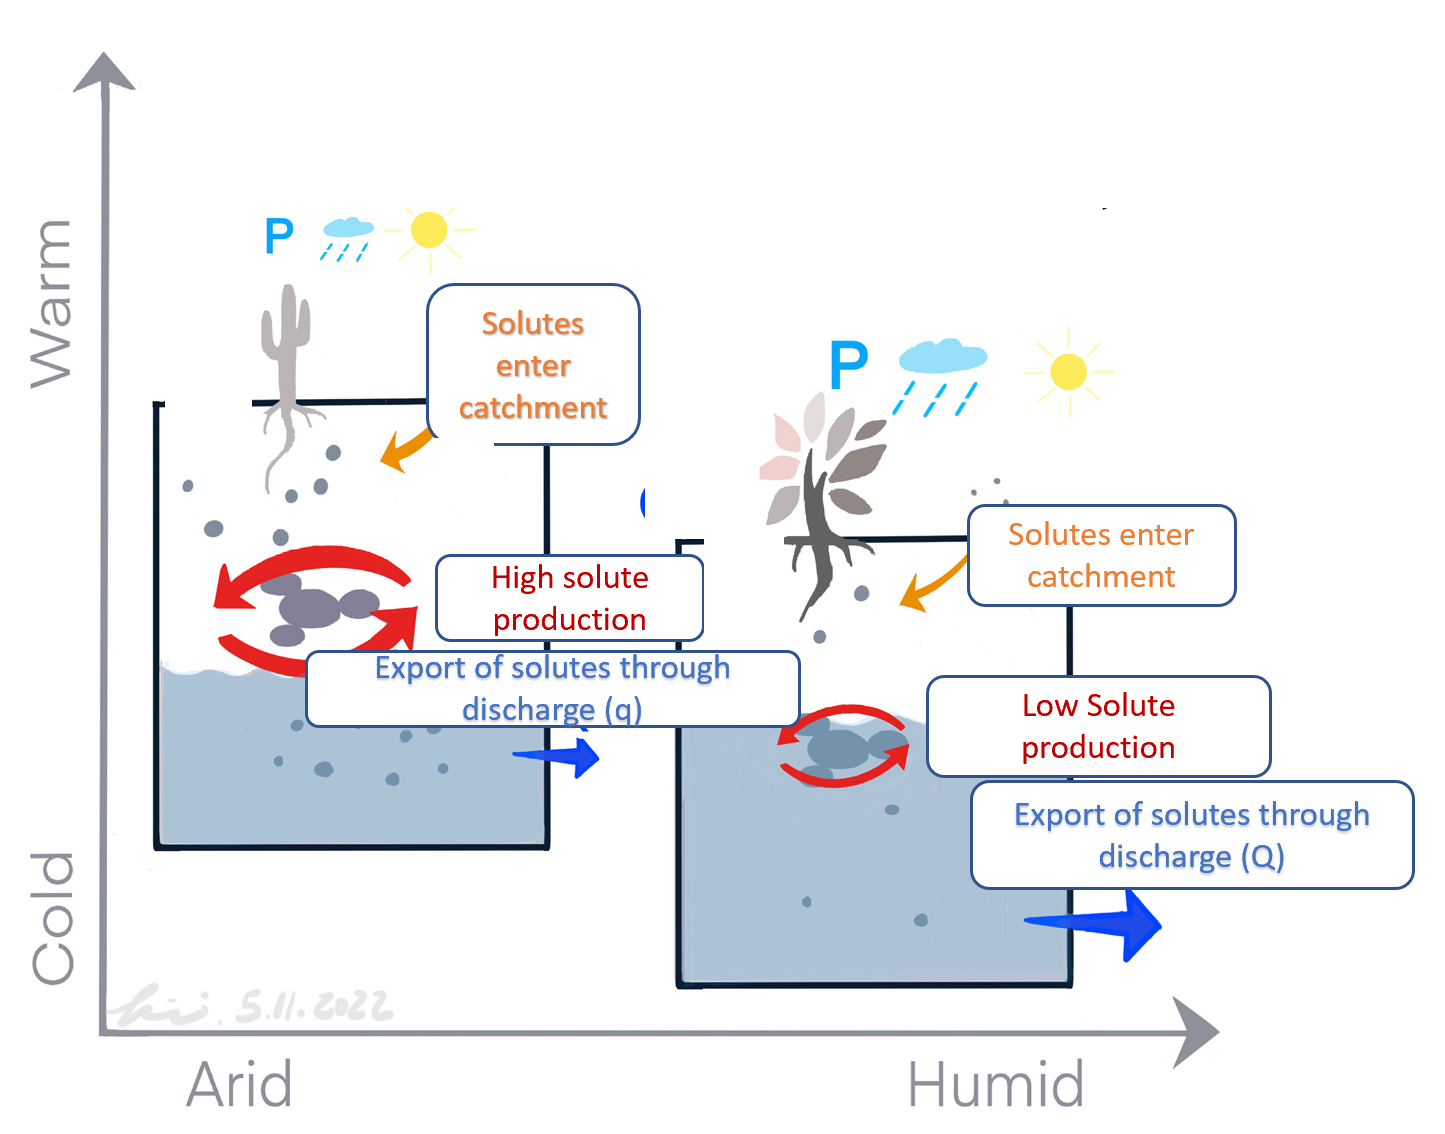 Warm
Cold
P
Solutes
enter
catchment
High solute
production
Export of solutes through
discharge (q)
P
Solutes enter
catchment
Low Solute
production
Export of solutes through
discharge (Q)
5.11.2022
Arid
Humid